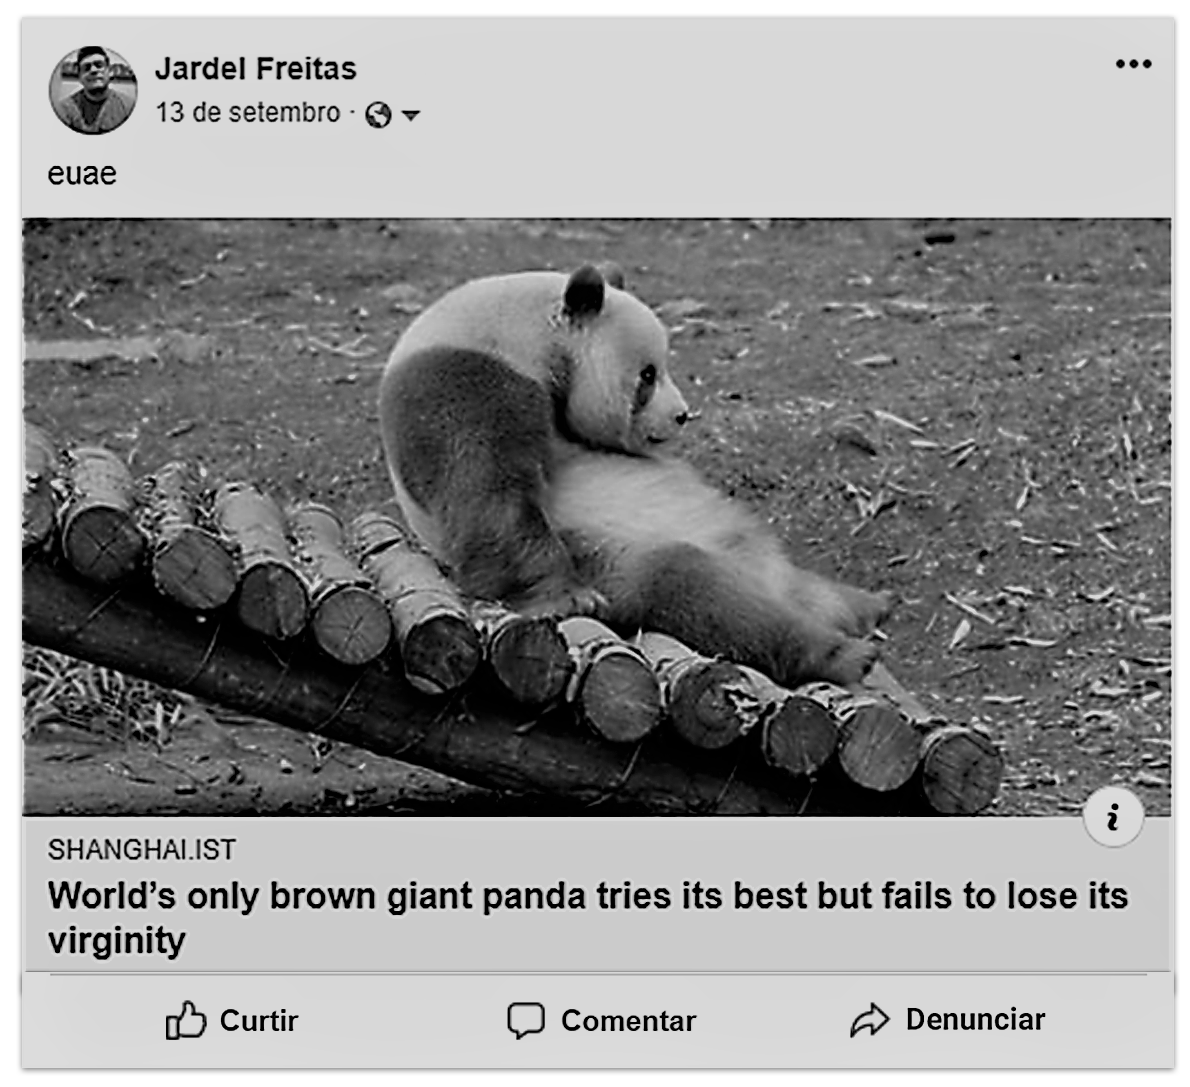 Jardel Freitas
13 de setembro ·
euae
SHANGHAI.IST
World’s only brown giant panda tries its best but fails to lose its
virginity
Curtir Comentar Denunciar